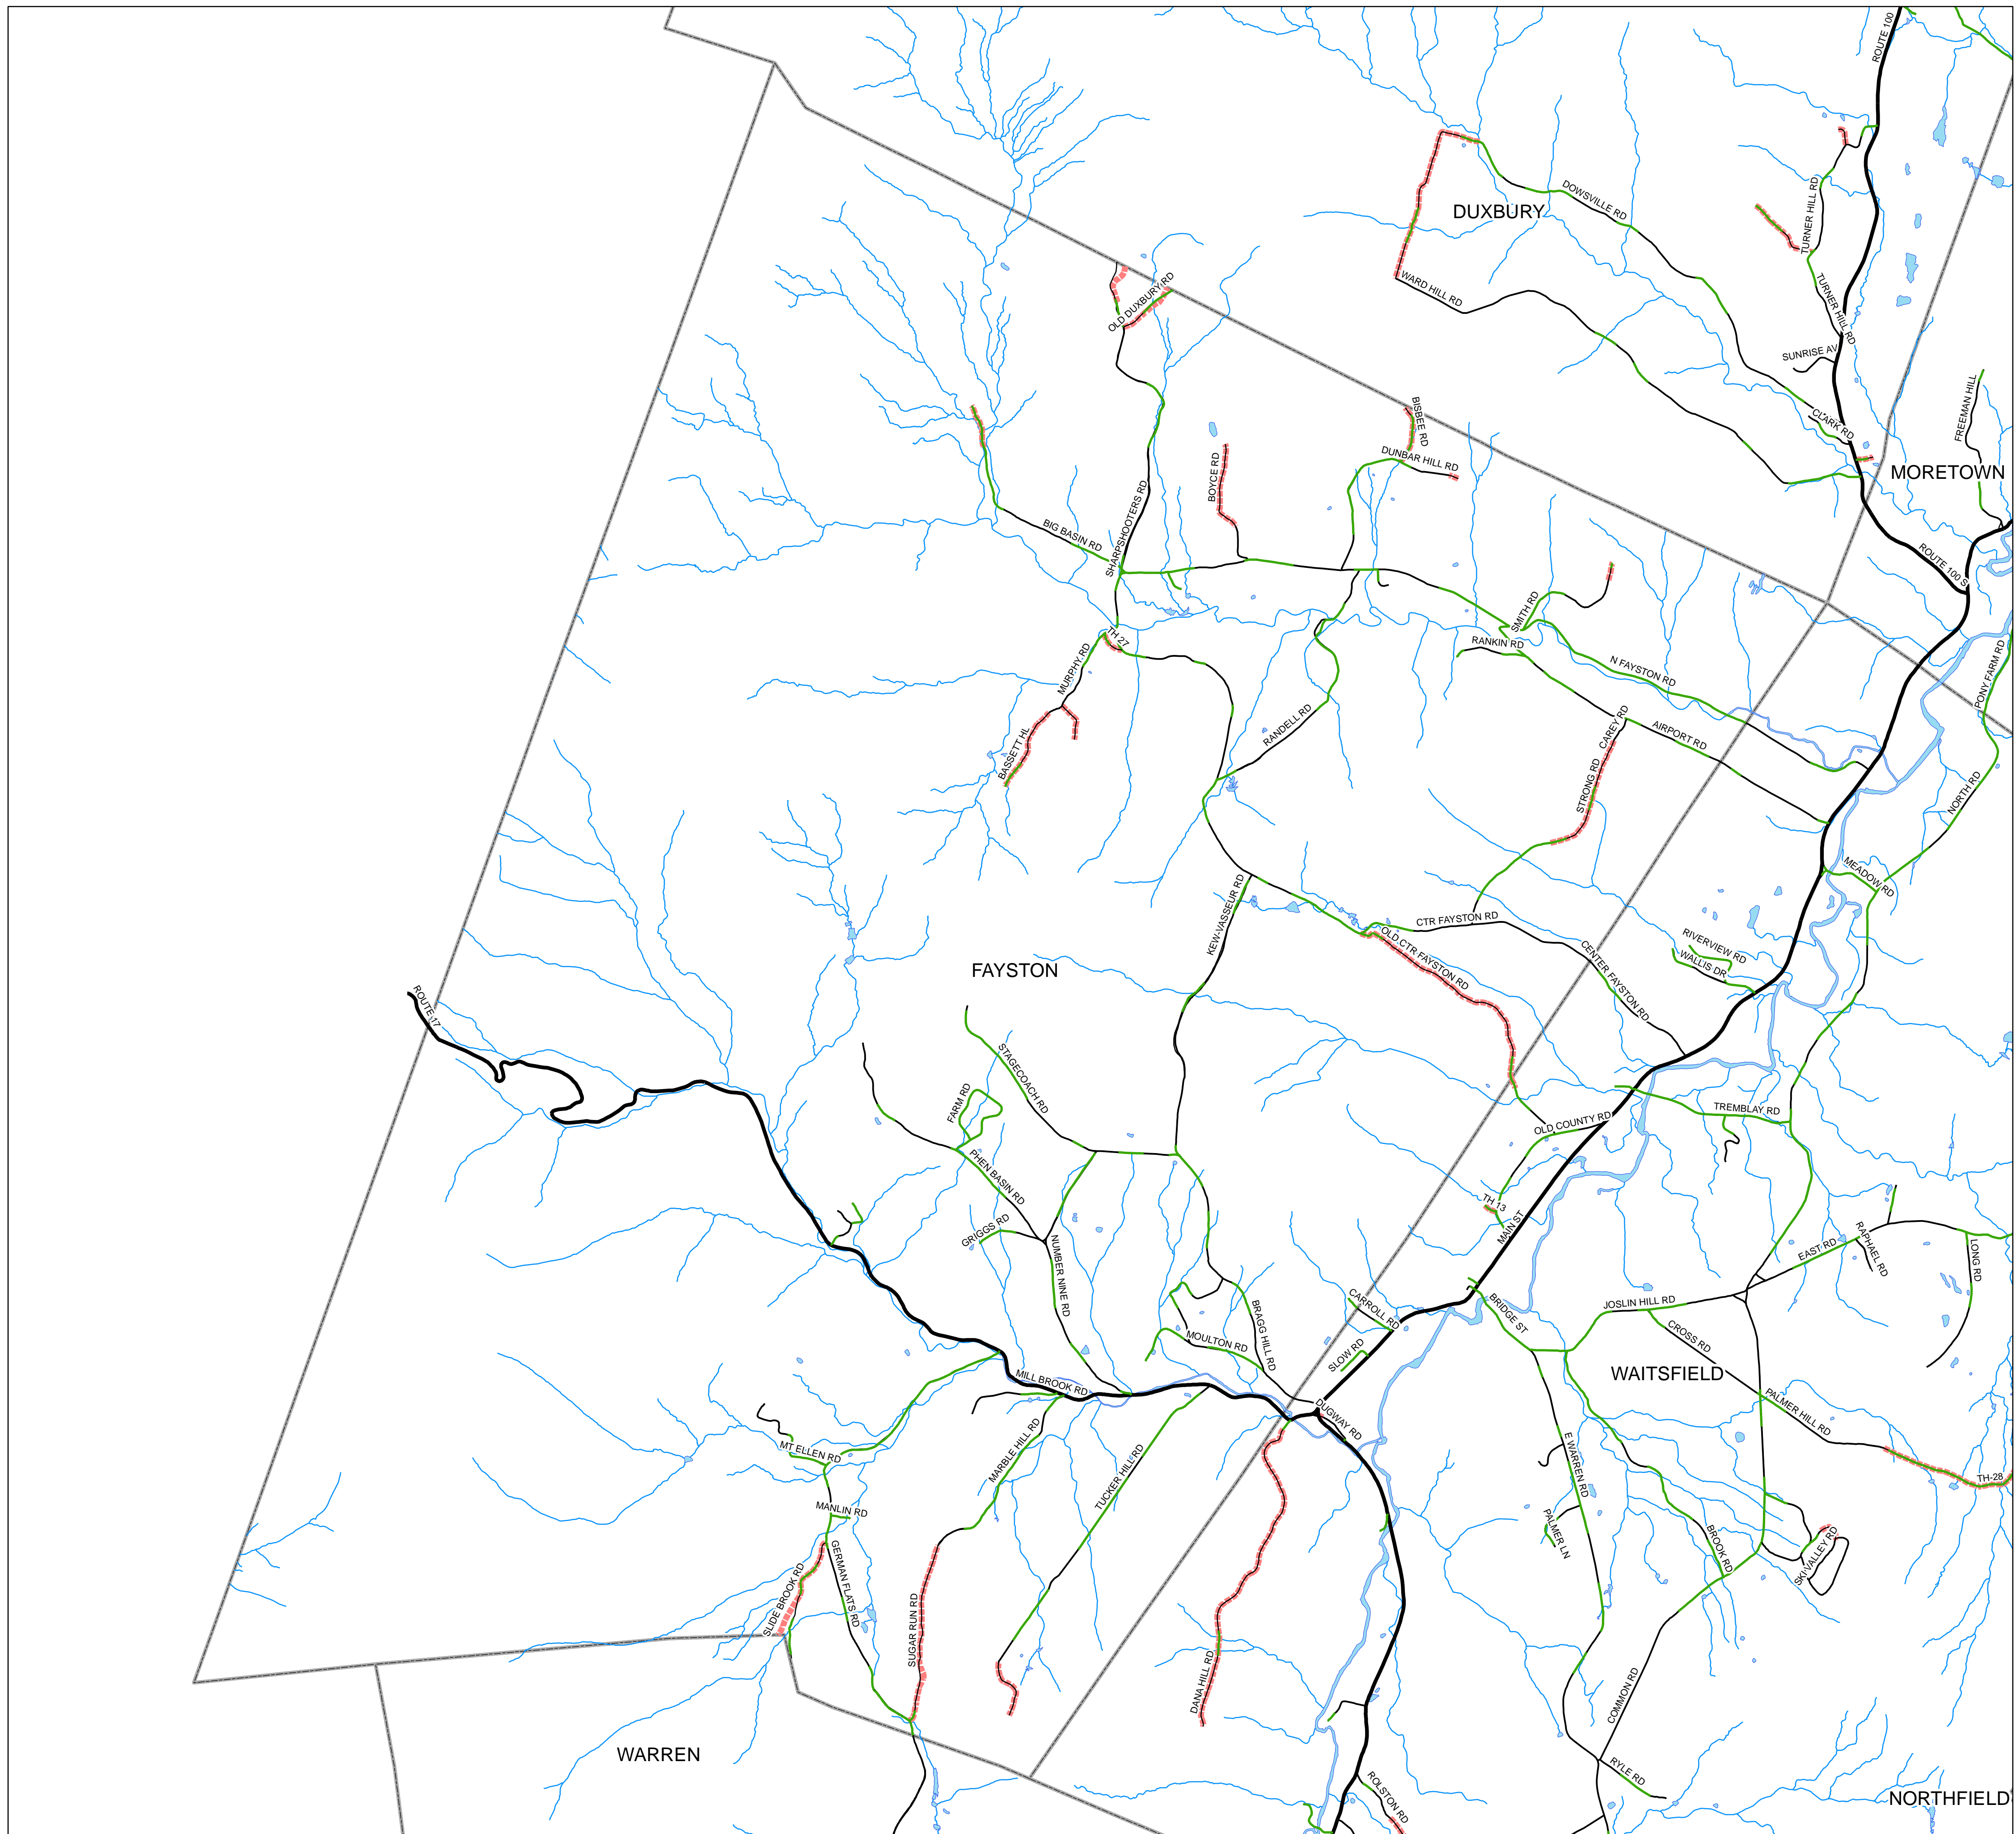 ROUTE 100
DOWSVILLE RD
DUXBURY
TURNER HILL RD
WARD HILL RD
TURNER HILL RD
OLD DUXBURY RD
SUNRISE AV
FREEMAN HILL
BISBEE RD
CLARK RD
DUNBAR HILL RD
BOYCE RD
MORETOWN
SHARPSHOOTERS RD
BIG BASIN RD
ROUTE 100 S
SMITH RD
RANKIN RD
TH 27
MURPHY RD
N FAYSTON RD
PONY FARM RD
RANDELL RD
CAREY RD
AIRPORT RD
BASSETT HL
STRONG RD
NORTH RD
MEADOW RD
KEW-VASSEUR RD
CTR FAYSTON RD
OLD CTR FAYSTON RD
RIVERVIEW RD
WALLIS DR
CENTER FAYSTON RD
FAYSTON
ROUTE 17
STAGECOACH RD
FARM RD
TREMBLAY RD
OLD COUNTY RD
PHEN BASIN RD
TH 13
GRIGGS RD
MAIN ST
NUMBER NINE RD
EAST RD
RAPHAEL RD
LONG RD
CARROLL RD
BRIDGE ST
JOSLIN HILL RD
BRAGG HILL RD
MOULTON RD
SLOW RD
CROSS RD
WAITSFIELD
MILL BROOK RD
DUGWAY RD
PALMER HILL RD
MARBLE HILL RD
MT ELLEN RD
TUCKER HILL RD
E WARREN RD
TH-28
MANLIN RD
PALMER LN
BROOK RD
SKI VALLEY RD
GERMAN FLATS RD
SLIDE BROOK RD
SUGAR RUN RD
DANA HILL RD
COMMON RD
WARREN
RYLE RD
ROLSTON RD
NORTHFIELD